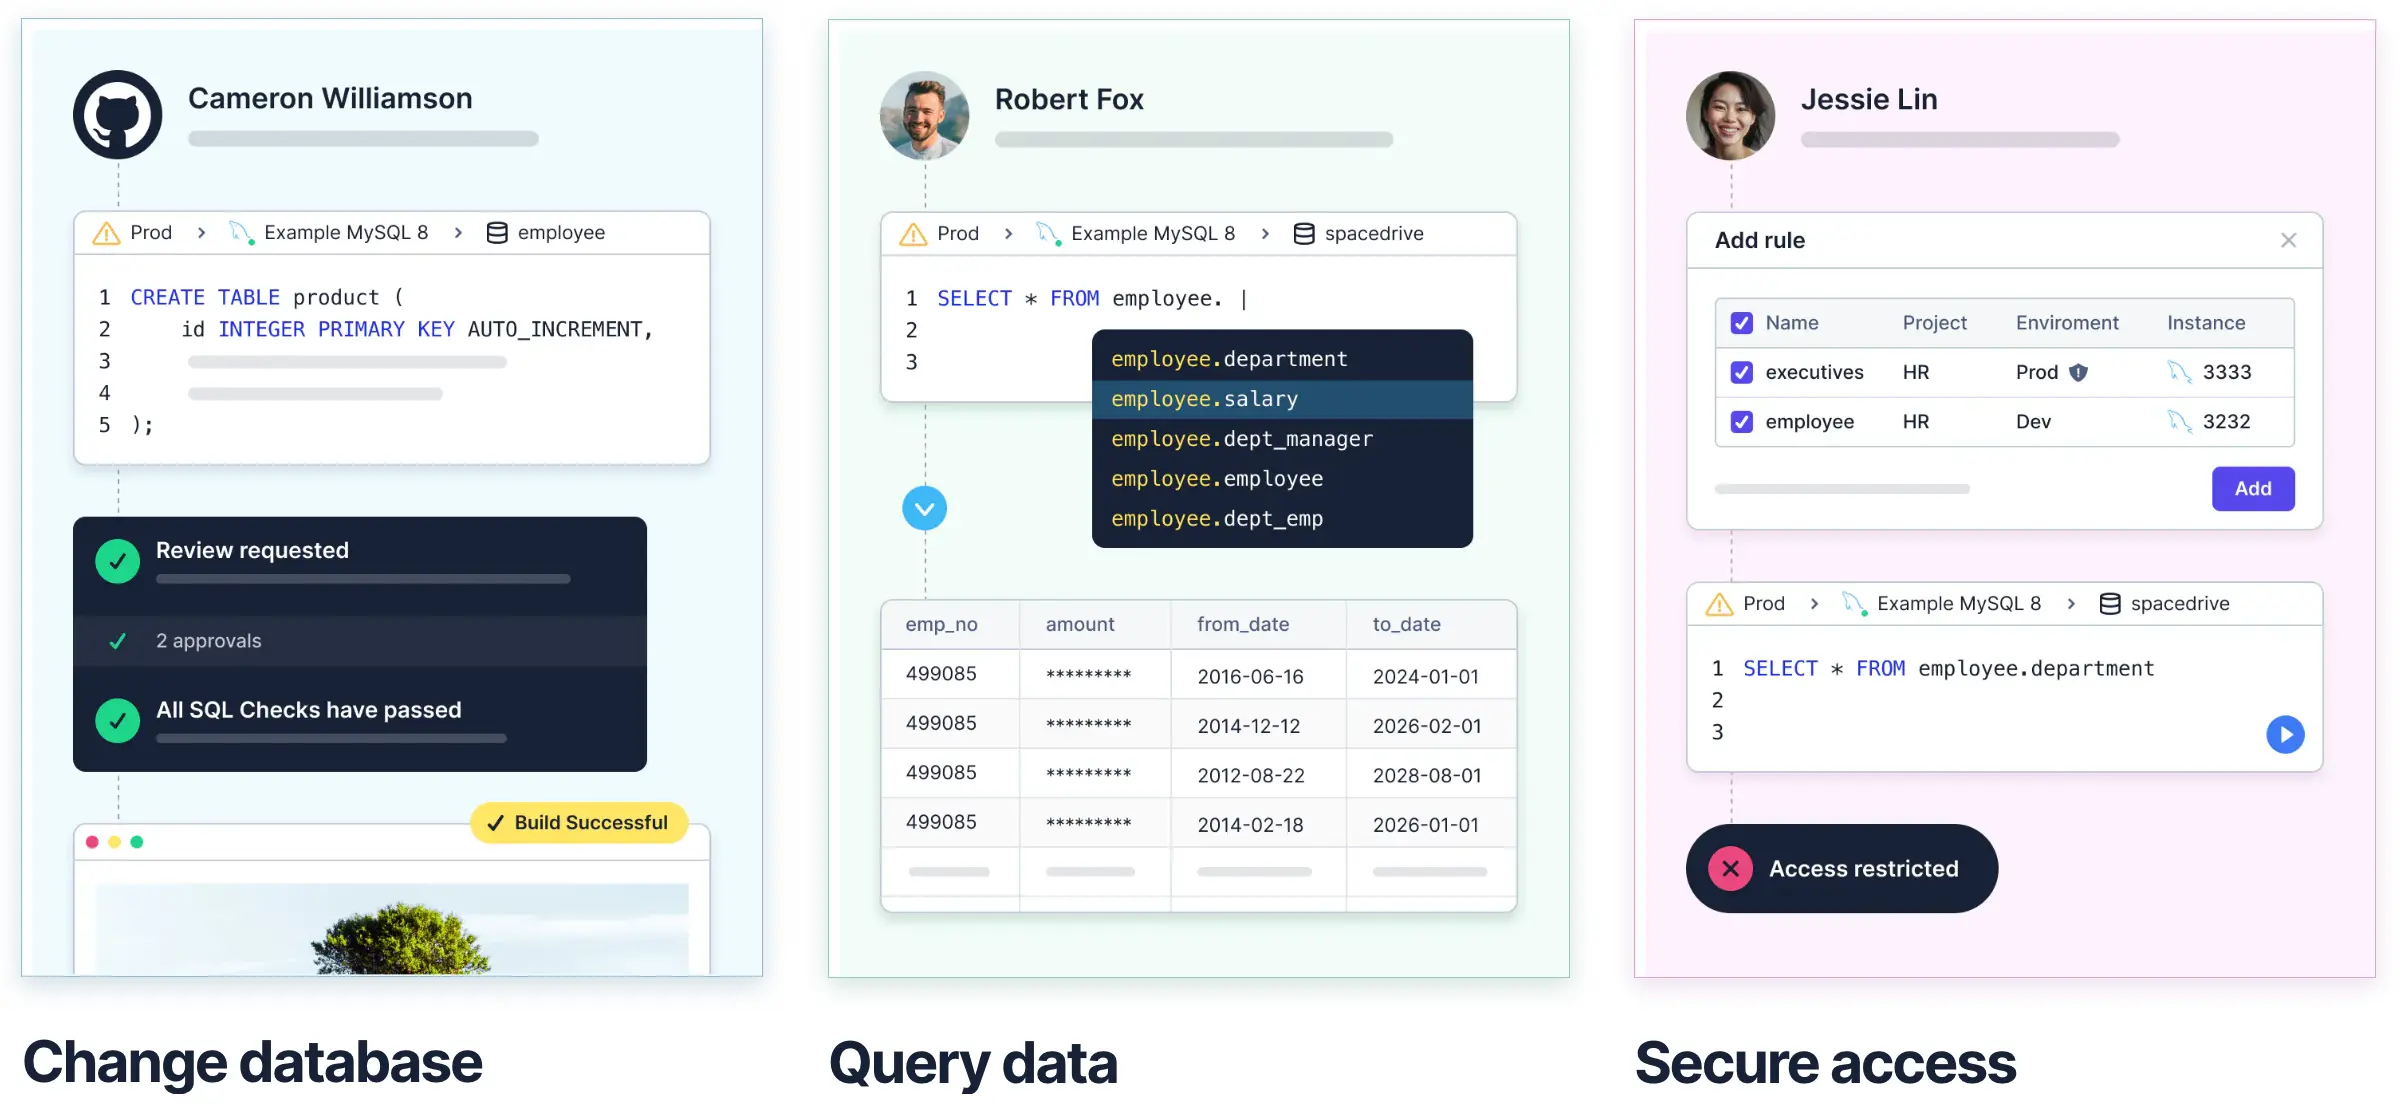 Cameron Williamson
Prod > Example MySQL 8 > employee
1 CREATE TABLE product (
2 id INTEGER PRIMARY KEY AUTO_INCREMENT,
3
4
5 );
Review requested
2 approvals
All SQL Checks have passed
Build Successful
Change database
Robert Fox
Prod > Example MySQL 8 > spacedrive
1 SELECT * FROM employee. |
2
3
employee.department
employee.salary
employee.dept_manager
employee.employee
employee.dept_emp
emp_no amount from_date to_date
499085 ********* 2016-06-16 2024-01-01
499085 ********* 2014-12-12 2026-02-01
499085 ********* 2012-08-22 2028-08-01
499085 ********* 2014-02-18 2026-01-01
Query data
Jessie Lin
Add rule
Name Project Enviroment Instance
executives HR Prod 3333
employee HR Dev 3232
Add
Prod > Example MySQL 8 > spacedrive
1 SELECT * FROM employee.department
2
3
Access restricted
Secure access